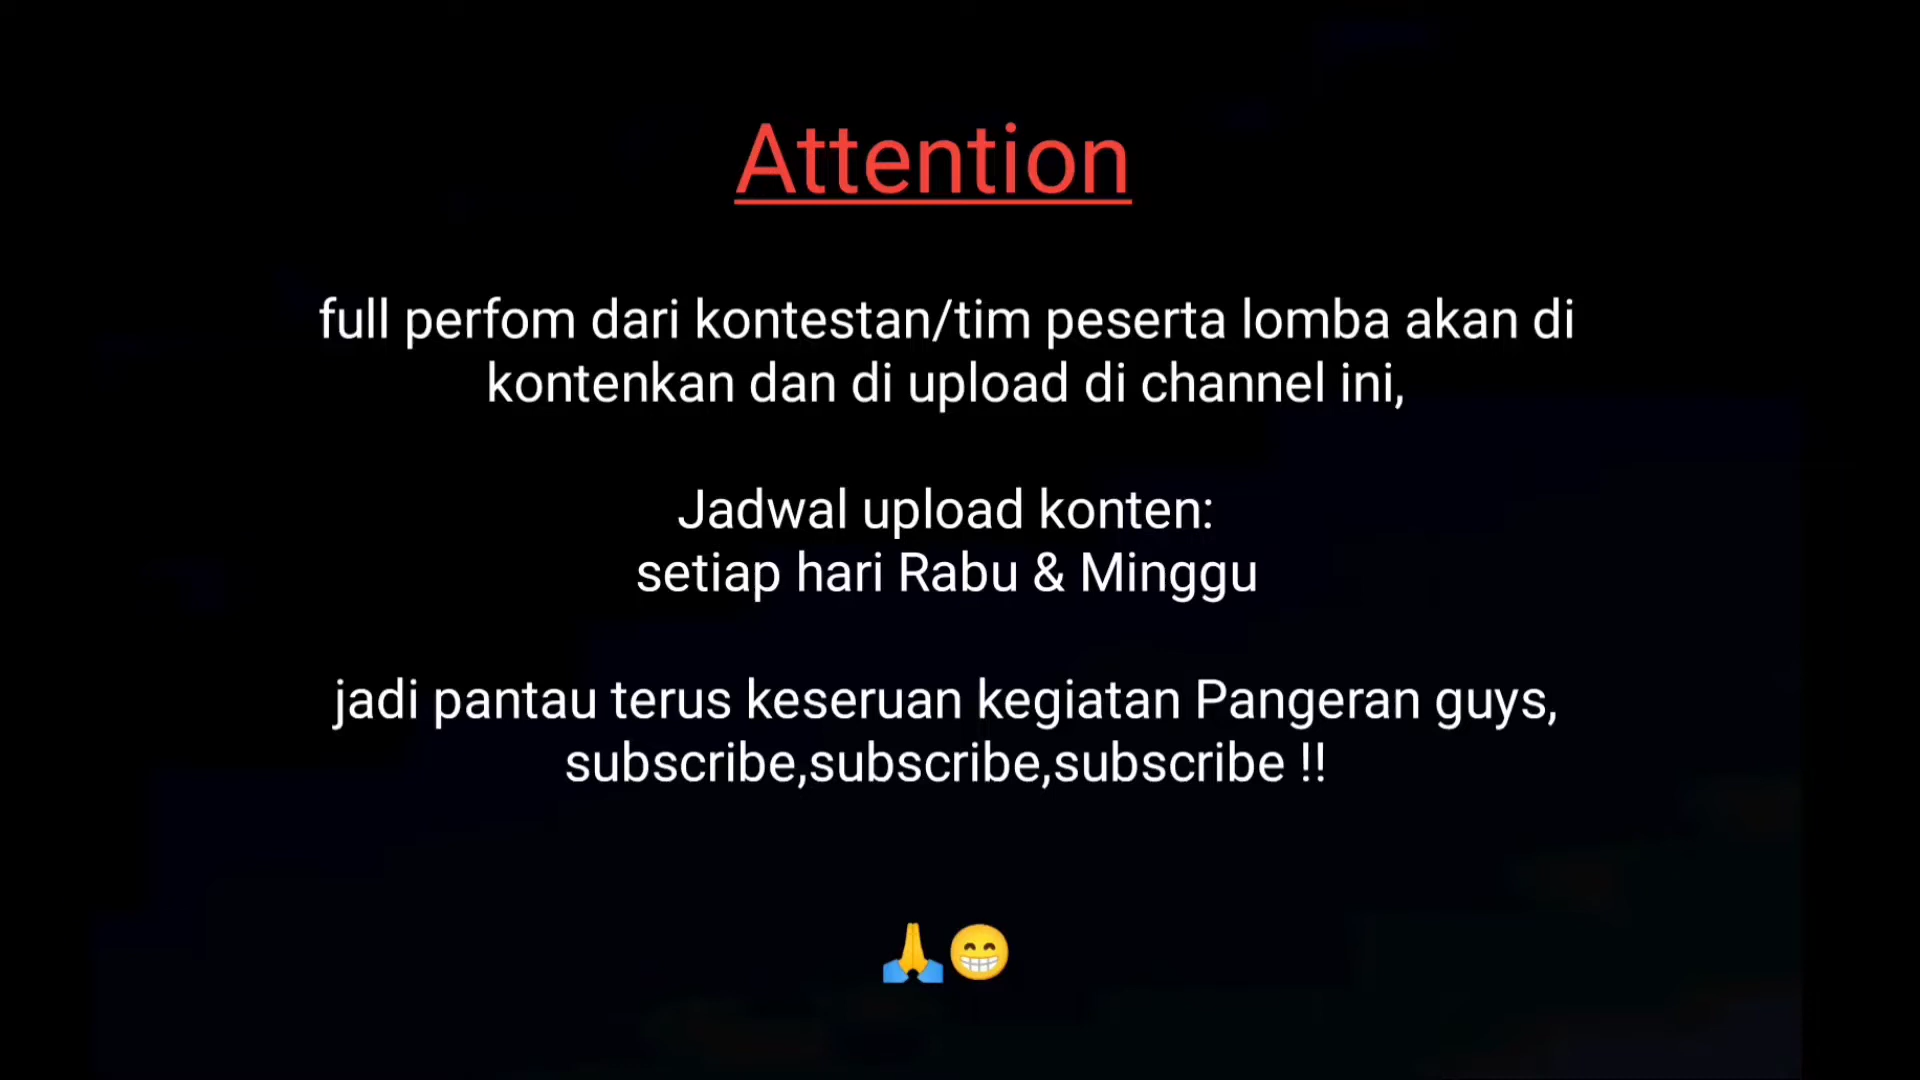 Attention
full perfom dari kontestan/tim peserta lomba akan di
kontenkan dan di upload di channel ini,
Jadwal upload konten:
setiap hari Rabu & Minggu
jadi pantau terus keseruan kegiatan Pangeran guys,
subscribe,subscribe,subscribe !!
🙏😁